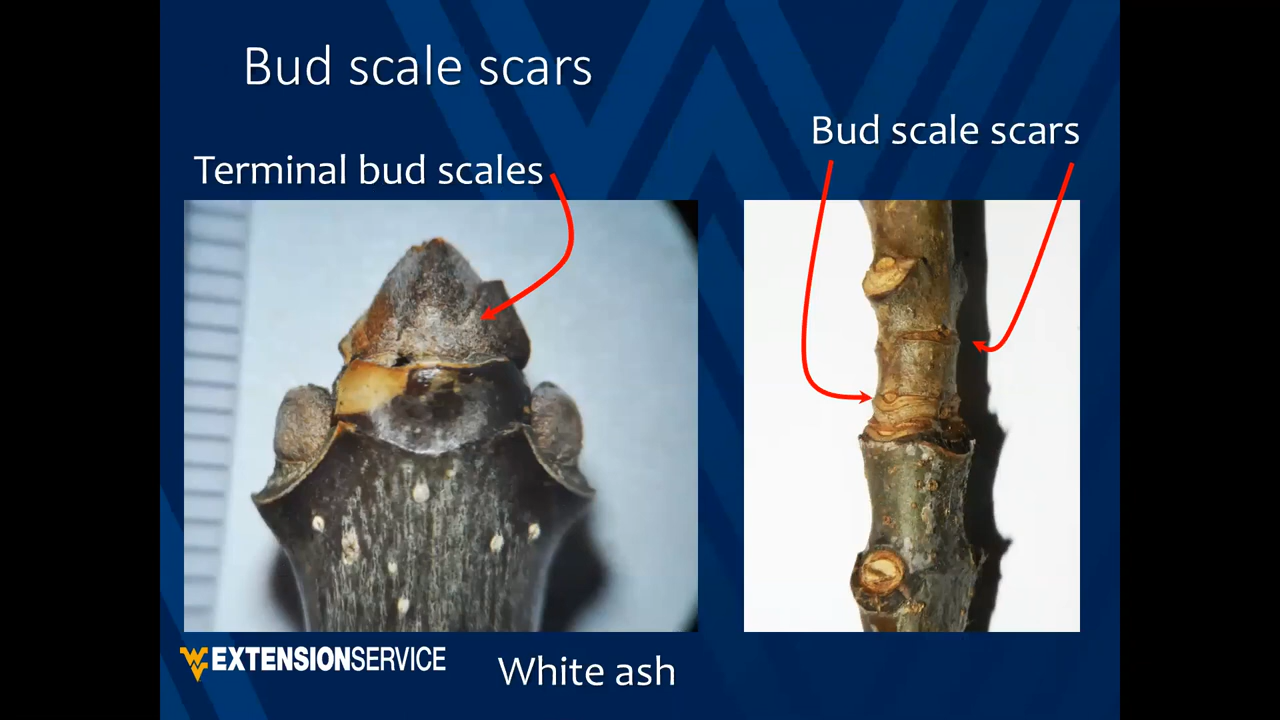 Bud scale scars
Bud scale scars
Terminal bud scales
EXTENSIONSERVICE
White ash